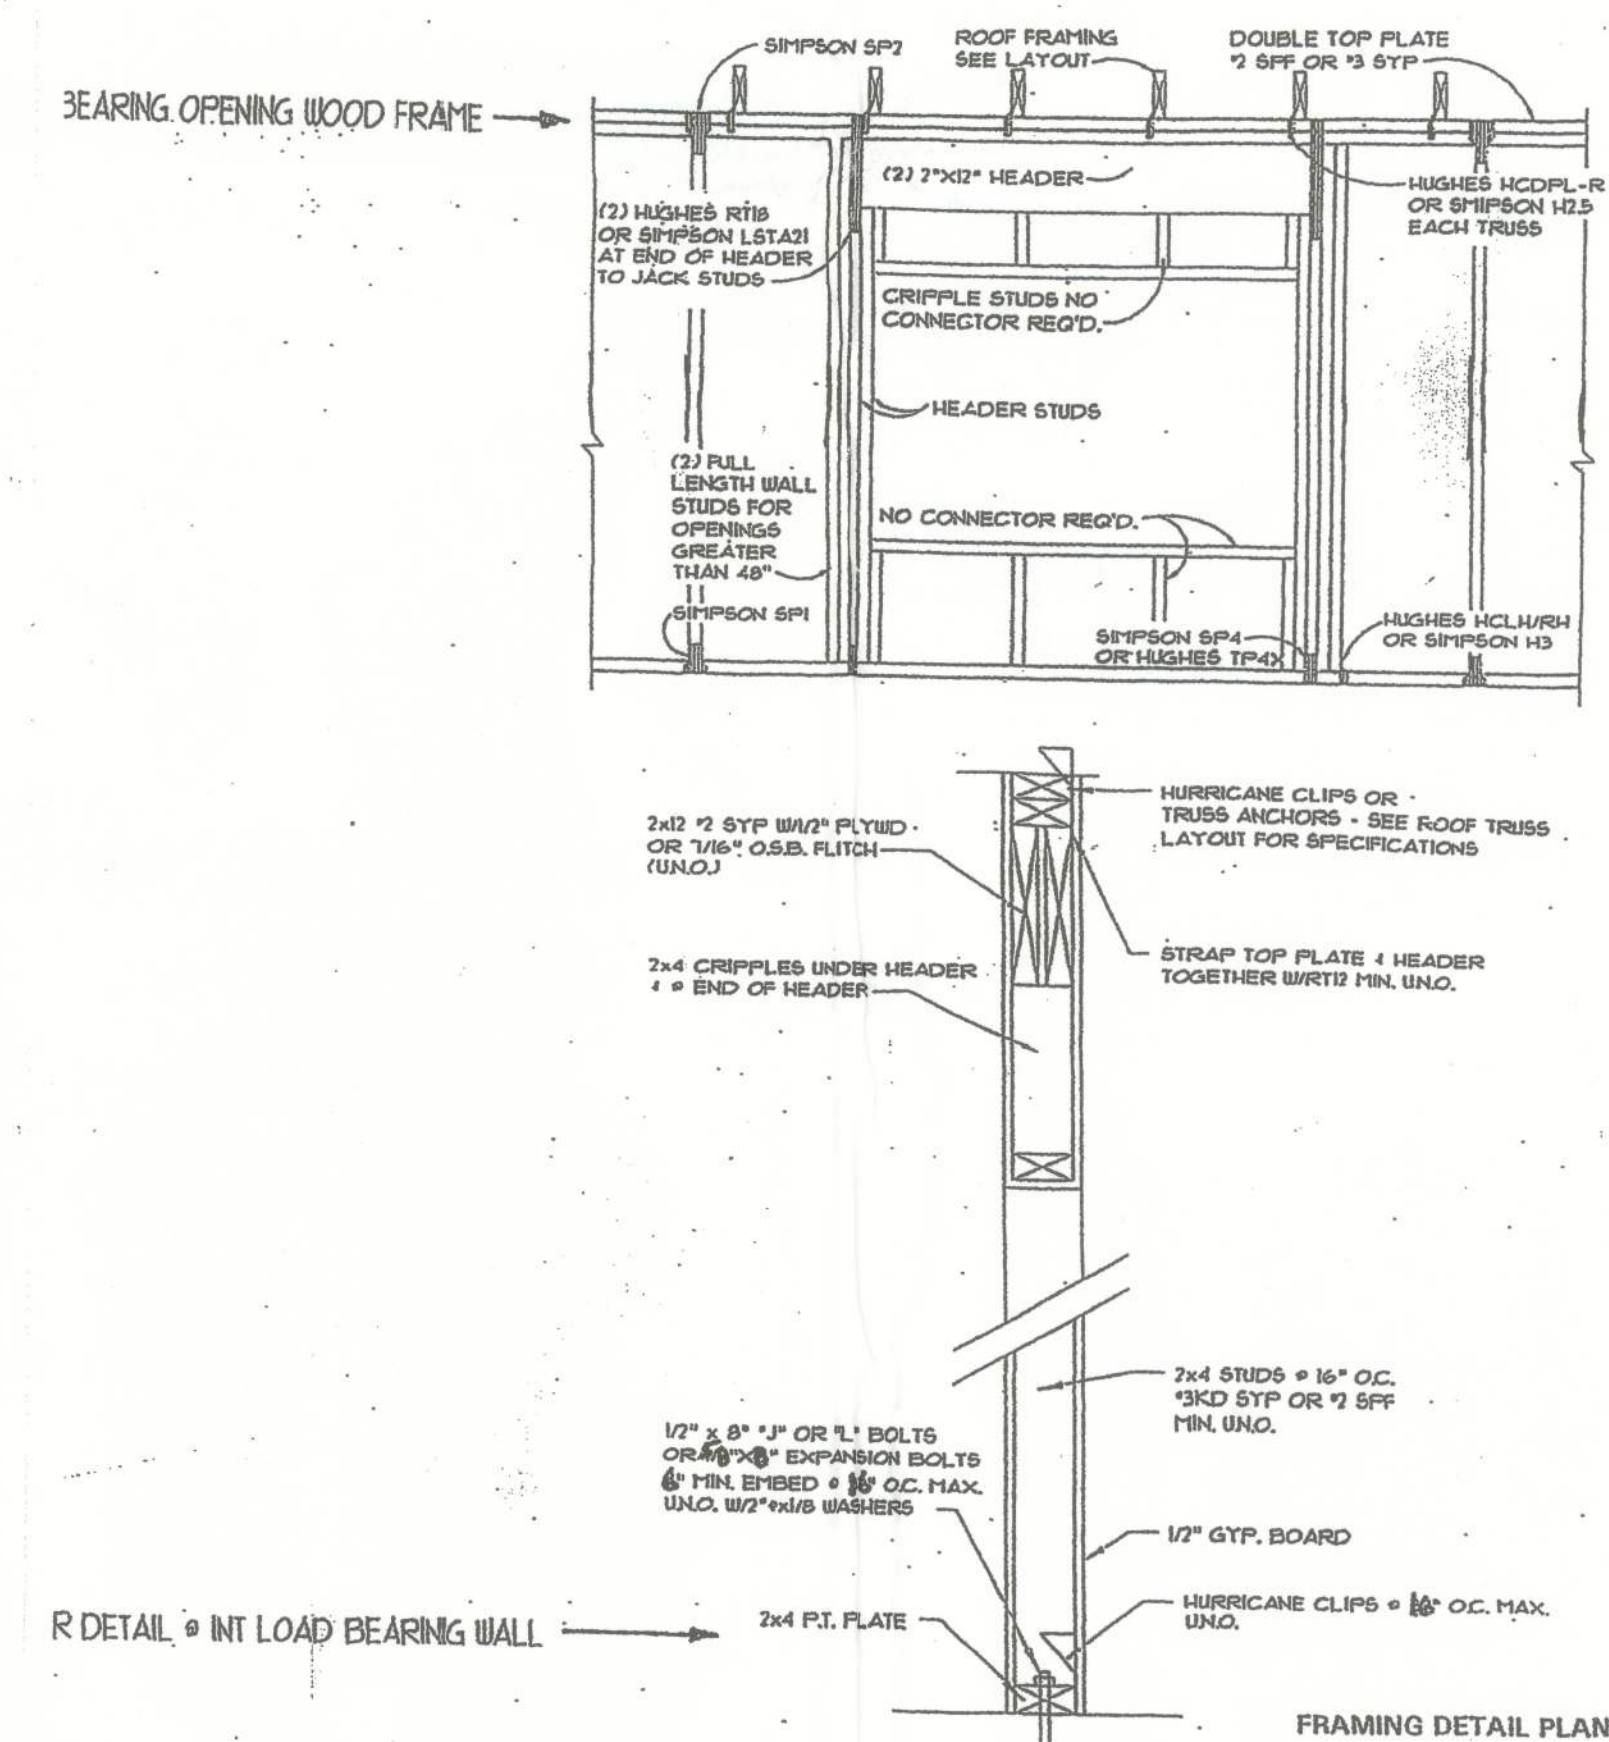 SIMPSON SP2
ROOF FRAMING
SEE LAYOUT
DOUBLE TOP PLATE
#2 SPF OR #3 SYP
BEARING OPENING WOOD FRAME
(2) 2"X12" HEADER
HUGHES HCDPL-R
OR SMIPSON H2.5
EACH TRUSS
(2) HUGHES RT18
OR SIMPSON LSTA21
AT END OF HEADER
TO JACK STUDS
CRIPPLE STUDS NO
CONNECTOR REQ'D.
HEADER STUDS
(2) FULL
LENGTH WALL
STUDS FOR
OPENINGS
GREATER
THAN 48"
NO CONNECTOR REQ'D.
SIMPSON SP1
SIMPSON SP4
OR HUGHES TP4X
HUGHES HCLH/RH
OR SIMPSON H3
2x12 #2 SYP W/1/2" PLYWD
OR 7/16" O.S.B. FLITCH
(U.N.O.)
HURRICANE CLIPS OR
TRUSS ANCHORS - SEE ROOF TRUSS
LAYOUT FOR SPECIFICATIONS
2x4 CRIPPLES UNDER HEADER
& @ END OF HEADER
STRAP TOP PLATE & HEADER
TOGETHER W/RT12 MIN. U.N.O.
2x4 STUDS @ 16" O.C.
#3KD SYP OR #2 SPF
MIN. U.N.O.
1/2" x 8" "J" OR "L" BOLTS
OR EXPANSION BOLTS
6" MIN. EMBED @ O.C. MAX.
U.N.O. W/2"øx1/8 WASHERS
1/2" GYP. BOARD
HURRICANE CLIPS @ O.C. MAX.
U.N.O.
R DETAIL @ INT LOAD BEARINIG WALL
2x4 P.T. PLATE
FRAMING DETAIL PLAN